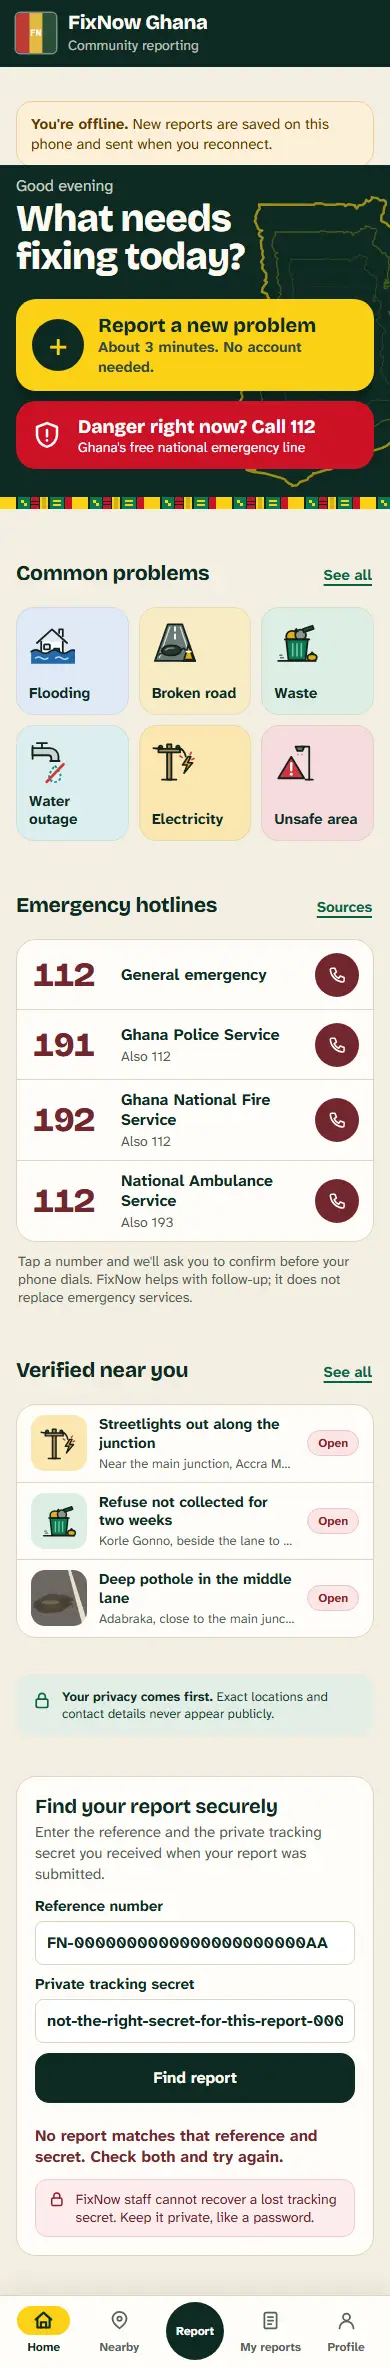 FN
FixNow Ghana
Community reporting
You're offline. New reports are saved on this
phone and sent when you reconnect.
Good evening
What needs
fixing today?
Report a new problem
About 3 minutes. No account
needed.
Danger right now? Call 112
Ghana's free national emergency line
Common problems
See all
Flooding
Broken road
Waste
Water
outage
Electricity
Unsafe area
Emergency hotlines
Sources
112
General emergency
191
Ghana Police Service
Also 112
192
Ghana National Fire
Service
Also 112
112
National Ambulance
Service
Also 193
Tap a number and we'll ask you to confirm before your
phone dials. FixNow helps with follow-up; it does not
replace emergency services.
Verified near you
See all
Streetlights out along the
junction
Near the main junction, Accra M...
Open
Refuse not collected for
two weeks
Korle Gonno, beside the lane to ...
Open
Deep pothole in the middle
lane
Adabraka, close to the main junc...
Open
Your privacy comes first. Exact locations and
contact details never appear publicly.
Find your report securely
Enter the reference and the private tracking
secret you received when your report was
submitted.
Reference number
FN-0000000000000000000000AA
Private tracking secret
not-the-right-secret-for-this-report-000
Find report
No report matches that reference and
secret. Check both and try again.
FixNow staff cannot recover a lost tracking
secret. Keep it private, like a password.
Home
Nearby
Report
My reports
Profile